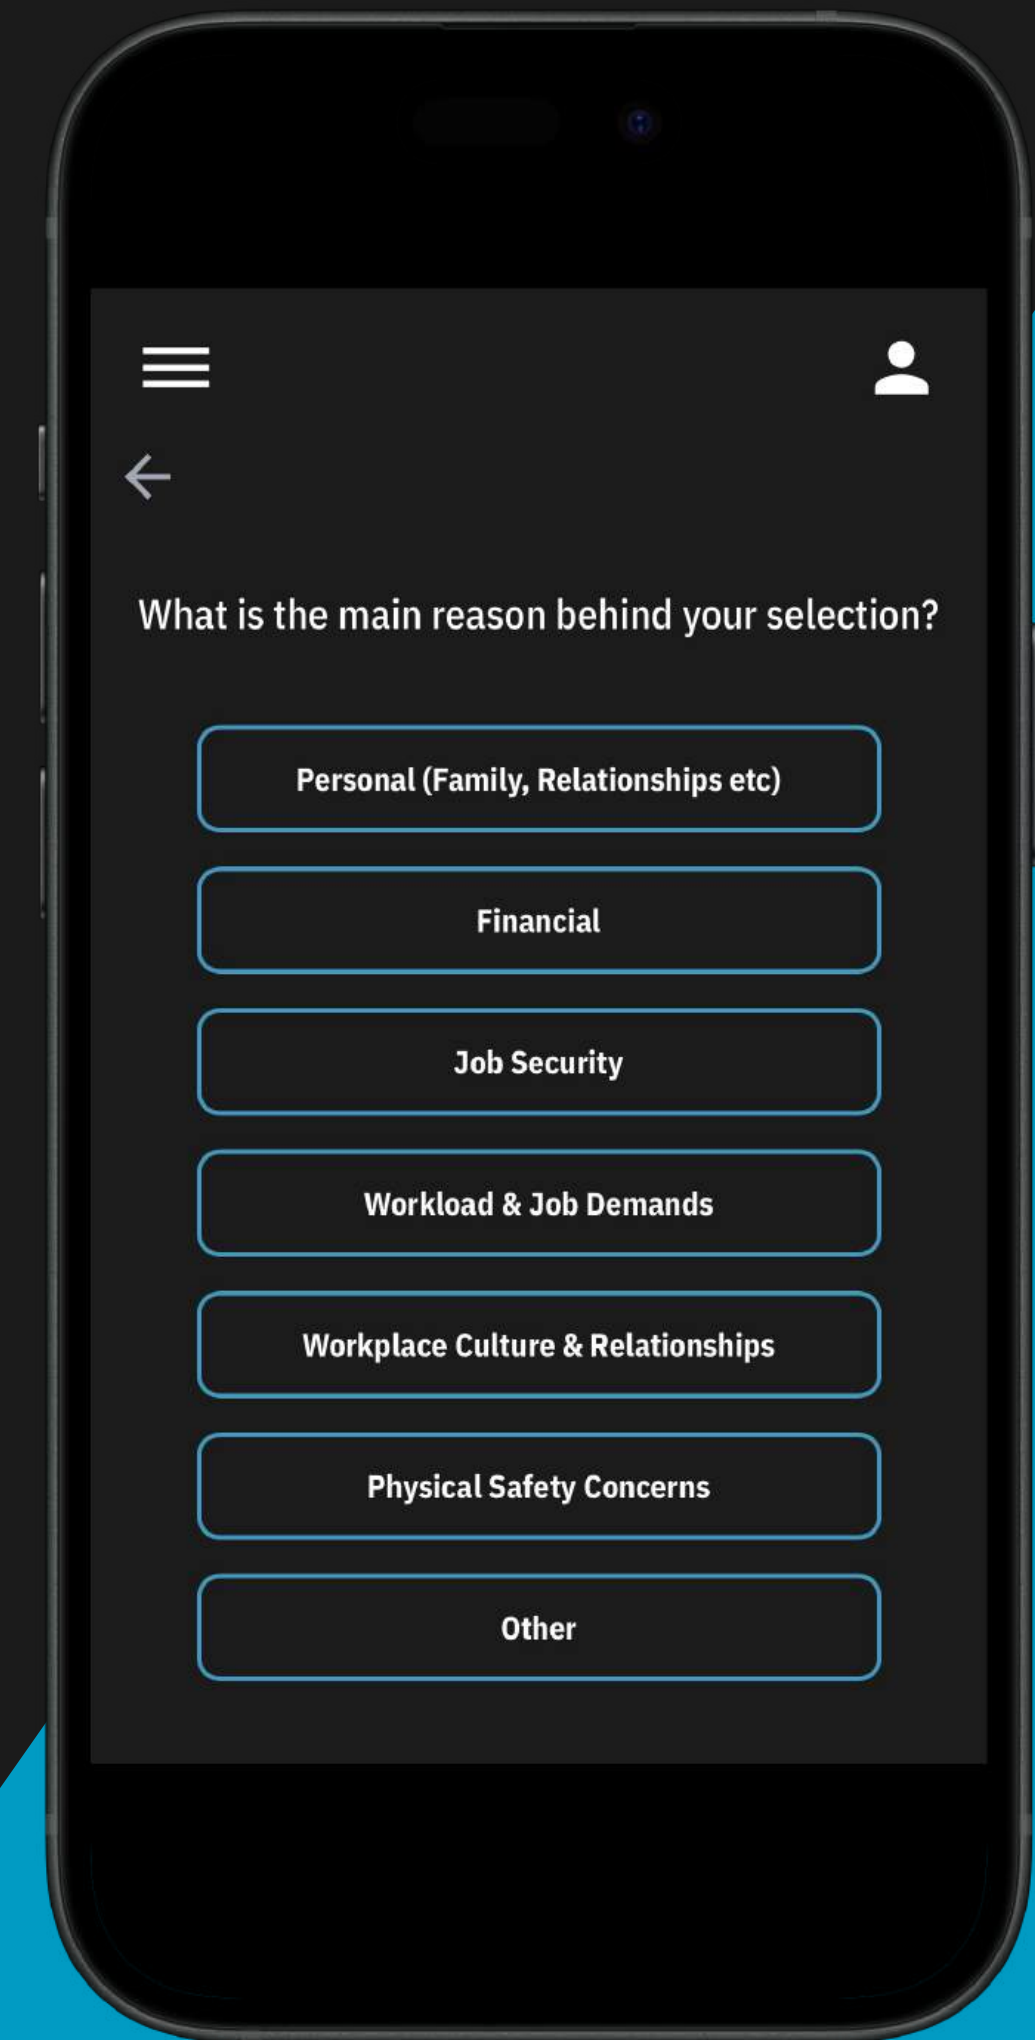 What is the main reason behind your selection?
Personal (Family, Relationships etc)
Financial
Job Security
Workload & Job Demands
Workplace Culture & Relationships
Physical Safety Concerns
Other